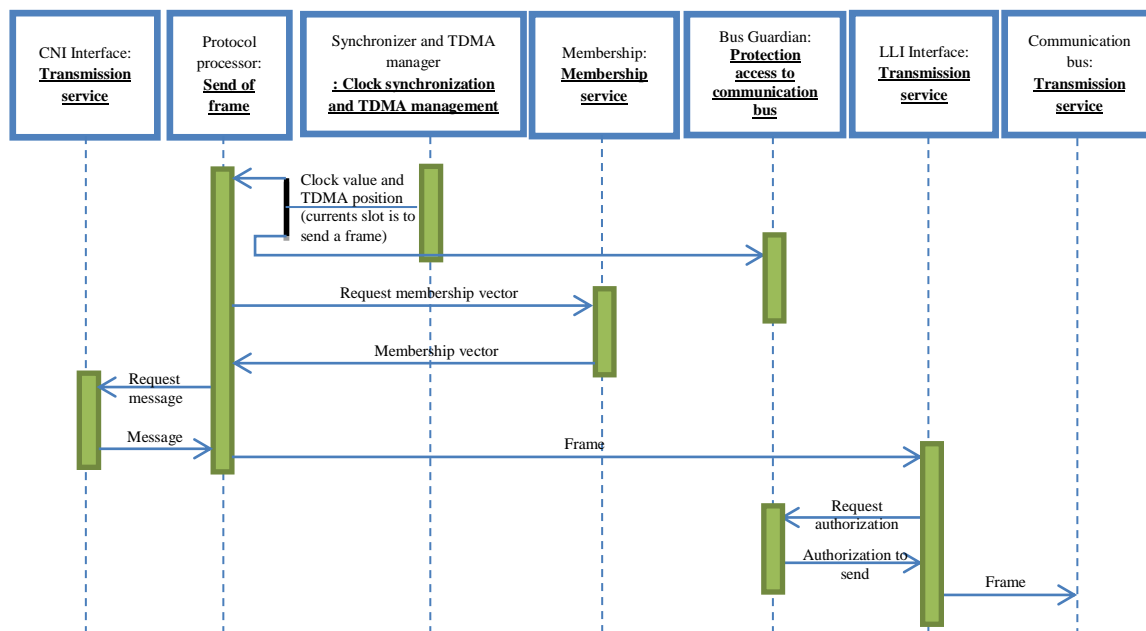 CNI Interface:
Transmission
service
Protocol
processor:
Send of
frame
Synchronizer and TDMA
manager
: Clock synchronization
and TDMA management
Membership:
Membership
service
Bus Guardian:
Protection
access to
communication
bus
LLI Interface:
Transmission
service
Communication
bus:
Transmission
service
Clock value and
TDMA position
(currents slot is to
send a frame)
Request membership vector
Membership vector
Request
message
Message
Frame
Request
authorization
Authorization to
send
Frame